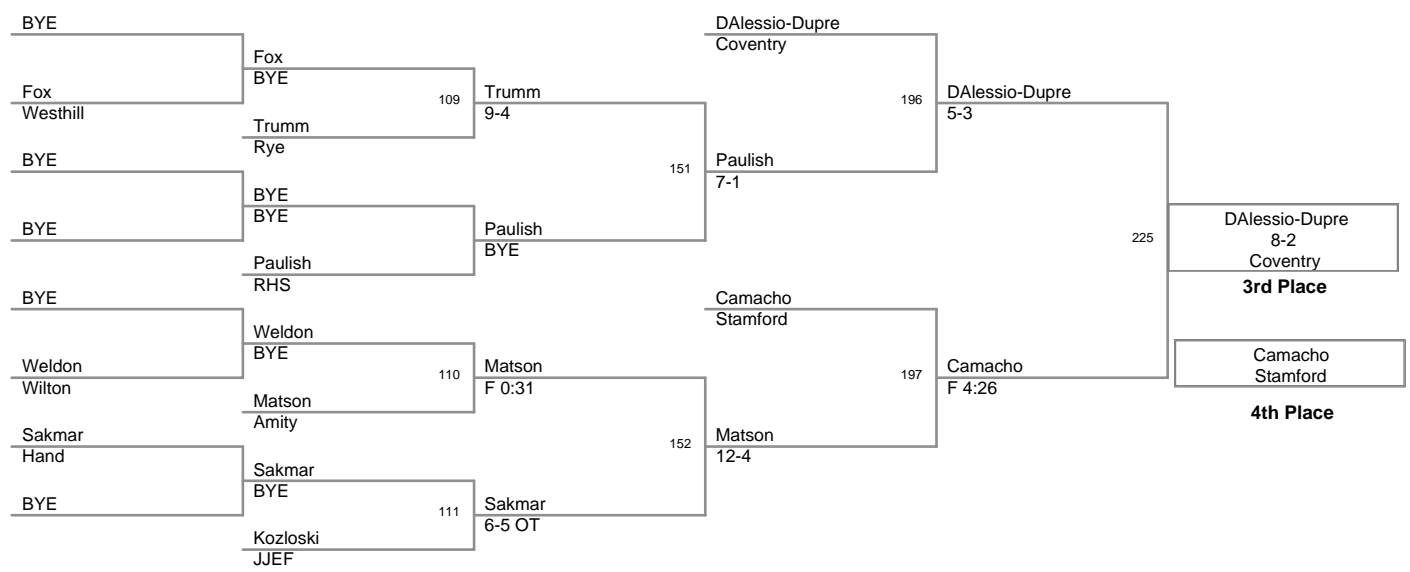 BYE
Fox
Westhill
BYE
BYE
BYE
Weldon
Wilton
Sakmar
Hand
BYE
Fox
BYE
Trumm
Rye
BYE
BYE
Paulish
RHS
Weldon
BYE
Matson
Amity
Sakmar
BYE
Kozloski
JJEF
109
Trumm
9-4
Paulish
BYE
110
Matson
F 0:31
111
Sakmar
6-5 OT
DAlessio-Dupre
Coventry
151
Paulish
7-1
Camacho
Stamford
152
Matson
12-4
196
DAlessio-Dupre
5-3
197
Camacho
F 4:26
225
DAlessio-Dupre
8-2
Coventry
3rd Place
Camacho
Stamford
4th Place